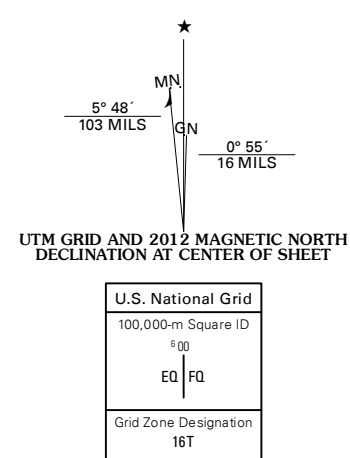 ★
MN.
5° 48´
103 MILS
GN
0° 55´
16 MILS
UTM GRID AND 2012 MAGNETIC NORTH
DECLINATION AT CENTER OF SHEET
U.S. National Grid
100,000-m Square ID
⁶00
EQ FQ
Grid Zone Designation
16T